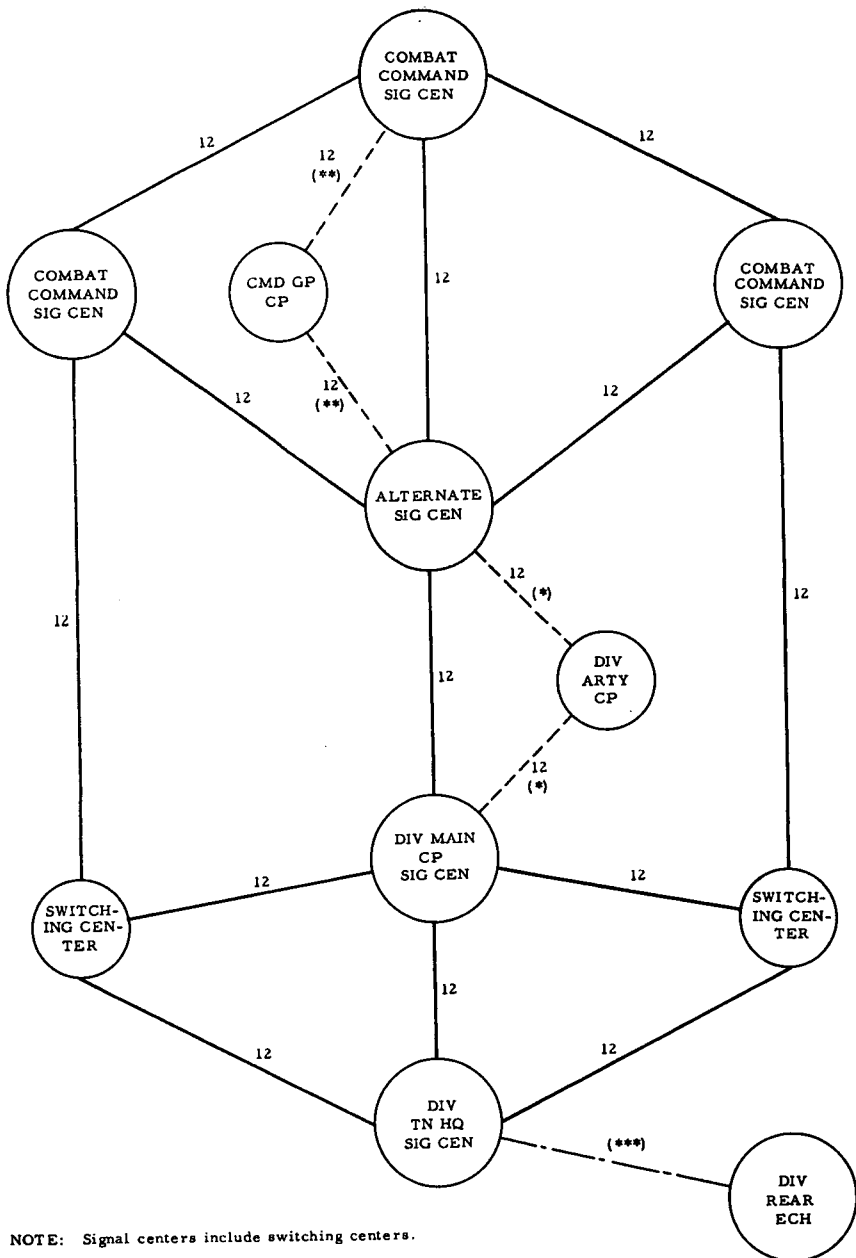 COMBAT
COMMAND
SIG CEN
12
12
(**)
12
COMBAT
COMMAND
SIG CEN
CMD GP
CP
12
COMBAT
COMMAND
SIG CEN
12
12
(**)
12
ALTERNATE
SIG CEN
12
(*)
12
12
12
DIV
ARTY
CP
12
(*)
DIV MAIN
CP
SIG CEN
12
12
SWITCH-
ING CEN-
TER
SWITCH-
ING CEN-
TER
12
12
12
DIV
TN HQ
SIG CEN
(***)
DIV
REAR
ECH
NOTE: Signal centers include switching centers.